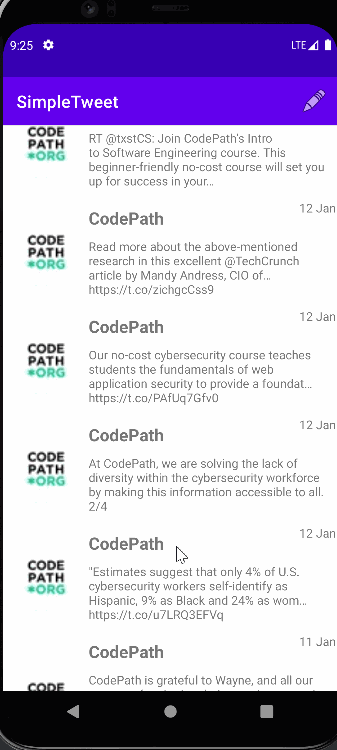 9:25
LTE
SimpleTweet
CODE
PATH
*ORG
RT @txstCS: Join CodePath's Intro
to Software Engineering course. This
beginner-friendly no-cost course will set you
up for success in your...
12 Jan
CodePath
CODE
PATH
*ORG
Read more about the above-mentioned
research in this excellent @TechCrunch
article by Mandy Andress, CIO of...
https://t.co/zichgcCss9
12 Jan
CodePath
CODE
PATH
*ORG
Our no-cost cybersecurity course teaches
students the fundamentals of web
application security to provide a foundat...
https://t.co/PAfUq7Gfv0
12 Jan
CodePath
CODE
PATH
*ORG
At CodePath, we are solving the lack of
diversity within the cybersecurity workforce
by making this information accessible to all.
2/4
12 Jan
CodePath
CODE
PATH
*ORG
"Estimates suggest that only 4% of U.S.
cybersecurity workers self-identify as
Hispanic, 9% as Black and 24% as wom...
https://t.co/u7LRQ3EFVq
11 Jan
CodePath
CODE
CodePath is grateful to Wayne, and all our